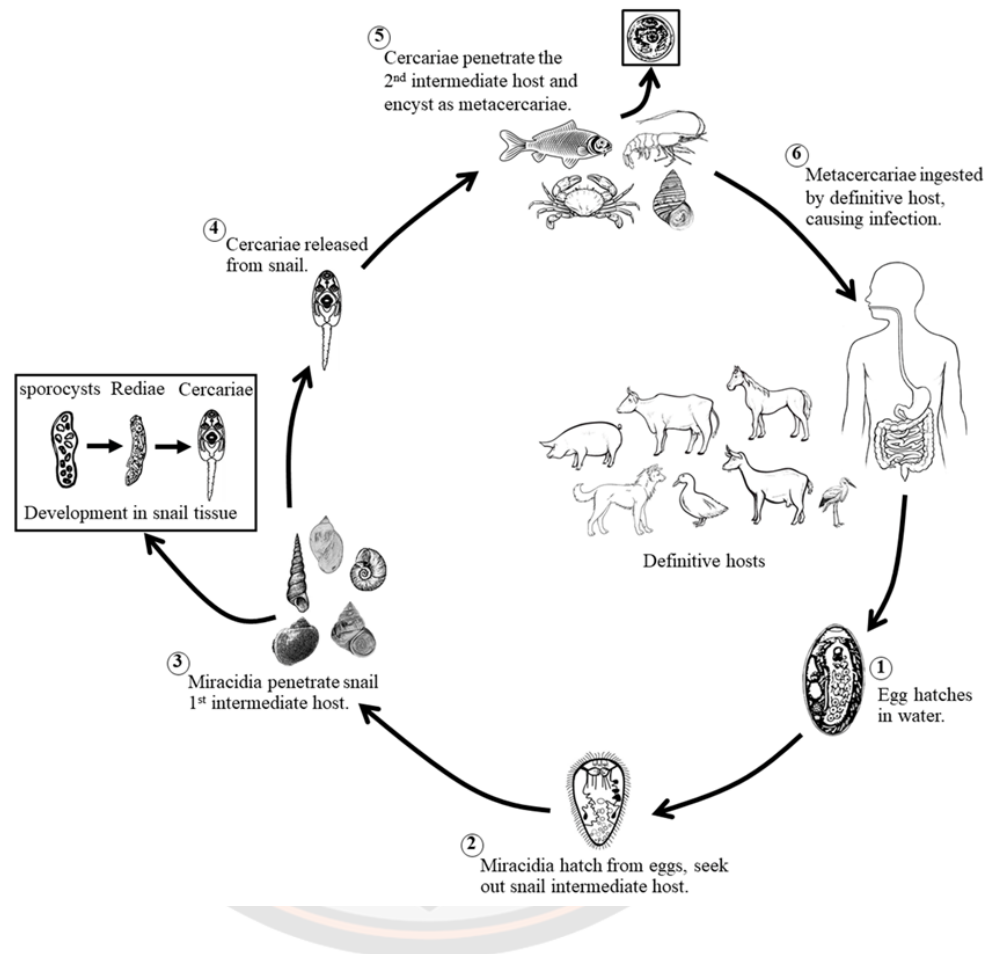 5
Cercariae penetrate the
2nd intermediate host and
encyst as metacercariae.
6
Metacercariae ingested
by definitive host,
causing infection.
4
Cercariae released
from snail.
sporocysts Rediae Cercariae
Development in snail tissue
Definitive hosts
3
Miracidia penetrate snail
1st intermediate host.
1
Egg hatches
in water.
2
Miracidia hatch from eggs, seek
out snail intermediate host.